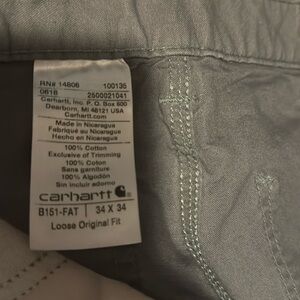 RN# 14806 100135
0618 2500021041
Carhartt, Inc. P.O. Box 600
Dearborn, MI 48121 USA
Carhartt.com
Made in Nicaragua
Fabriqué au Nicaragua
Hecho en Nicaragua
100% Cotton
Exclusive of Trimming
100% Coton
Sans garniture
100% Algodón
Sin incluir adornos
carhartt
B151-FAT | 34 X 34
Loose Original Fit